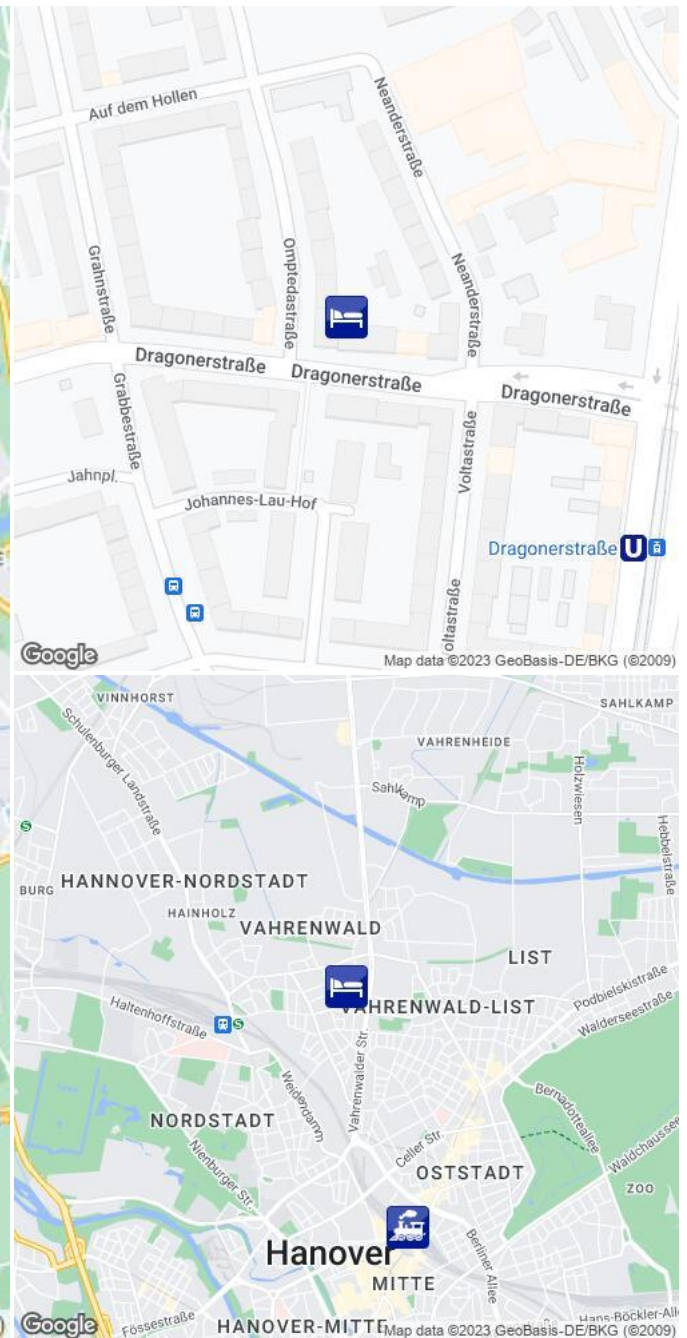 Auf dem Hollen
Neanderstraße
Grahnstraße
Omptedastraße
Neanderstraße
Dragonerstraße
Dragonerstraße
Dragonerstraße
Grabbestraße
Voltastraße
Jahnpl.
Johannes-Lau-Hof
Dragonerstraße U
oltastraße
Google
Map data ©2023 GeoBasis-DE/BKG (©2009)
VINNHORST
SAHLKAMP
Schulenburger Landstraße
VAHRENHEIDE
Holzwiesen
Sahlkamp
Hebbelstraße
S
HANNOVER-NORDSTADT
BURG
HAINHOLZ
VAHRENWALD
LIST
Podbielskistraße
VAHRENWALD-LIST
Haltenhoffstraße
S
Walderseestraße
Vahrenwalder Str.
Weidendamm
Bernadotteallee
NORDSTADT
Celler Str.
Waldchaussee
Nienburger Str.
OSTSTADT
ZOO
Hanover
Berliner Allee
MITTE
Fössestraße
HANOVER-MITTE
Hans-Böckler-All
Google
Map data ©2023 GeoBasis-DE/BKG (©2009)